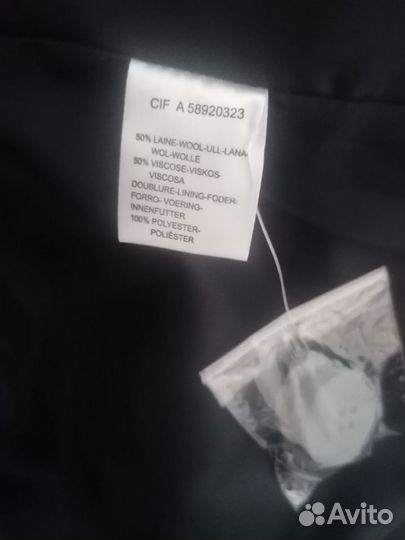 CIF A 58920323
50% LAINE-WOOL-ULL-LANA-
WOL-WOLLE
50% VISCOSE-VISKOS-
VISCOSA
DOUBLURE-LINING-FODER-
FORRO- VOERING-
INNENFUTTER
100% POLYESTER-
POLIÉSTER
Avito